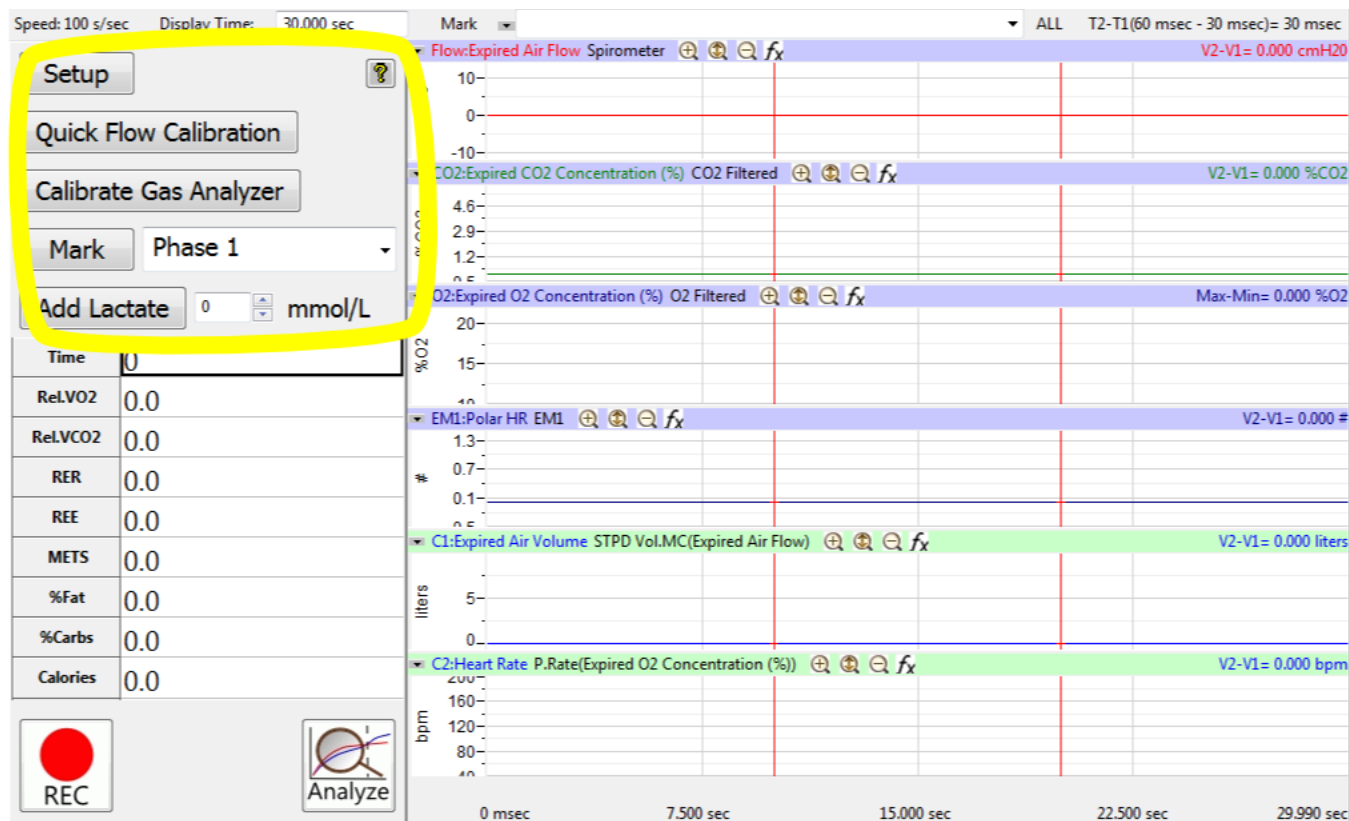 Speed: 100 s/sec Display Time: 30.000 sec Mark ALL T2-T1(60 msec - 30 msec)= 30 msec
Setup
?
Quick Flow Calibration
Calibrate Gas Analyzer
Mark Phase 1
Add Lactate 0 mmol/L
Time 0
Rel.VO2 0.0
Rel.VCO2 0.0
RER 0.0
REE 0.0
METS 0.0
%Fat 0.0
%Carbs 0.0
Calories 0.0
REC
Analyze
Flow:Expired Air Flow Spirometer fx V2-V1= 0.000 cmH20
10
0
-10
CO2:Expired CO2 Concentration (%) CO2 Filtered fx V2-V1= 0.000 %CO2
4.6
2.9
1.2
O2:Expired O2 Concentration (%) O2 Filtered fx Max-Min= 0.000 %O2
%O2
20
15
EM1:Polar HR EM1 fx V2-V1= 0.000 #
#
1.3
0.7
0.1
C1:Expired Air Volume STPD Vol.MC(Expired Air Flow) fx V2-V1= 0.000 liters
liters
5
0
C2:Heart Rate P.Rate(Expired O2 Concentration (%)) fx V2-V1= 0.000 bpm
bpm
200
160
120
80
40
0 msec 7.500 sec 15.000 sec 22.500 sec 29.990 sec